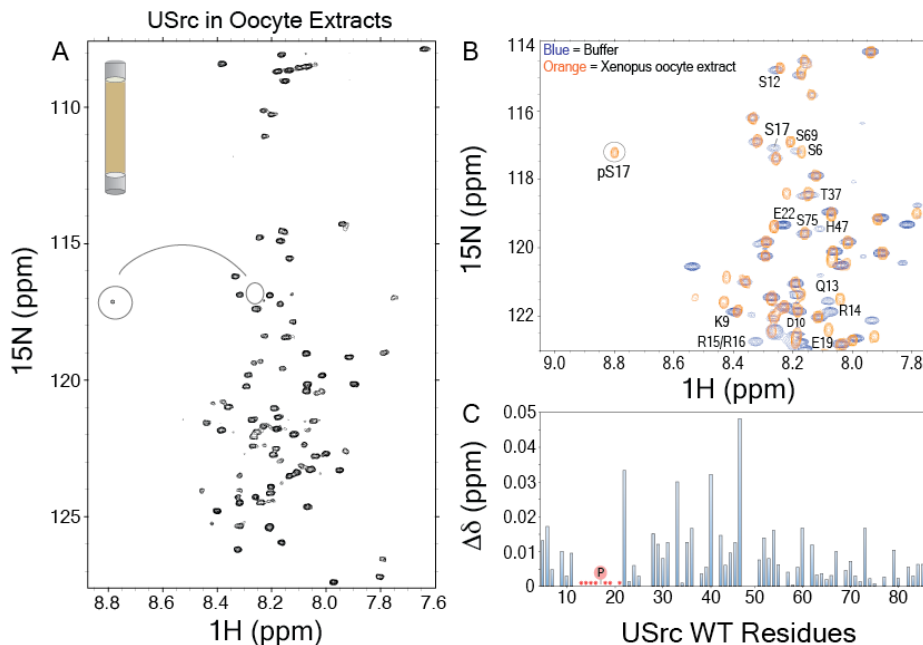 USrc in Oocyte Extracts
A
110
115
120
125
15N (ppm)
8.8 8.6 8.4 8.2 8.0 7.8 7.6
1H (ppm)
B
Blue = Buffer
Orange = Xenopus oocyte extract
114
116
118
120
122
15N (ppm)
S12
S17
S69
S6
pS17
T37
E22
S75
H47
Q13
R14
K9
D10
R15/R16
E19
9.0 8.8 8.6 8.4 8.2 8.0 7.8
1H (ppm)
C
0.05
0.04
0.03
0.02
0.01
0
Δδ (ppm)
P
10 20 30 40 50 60 70 80
USrc WT Residues